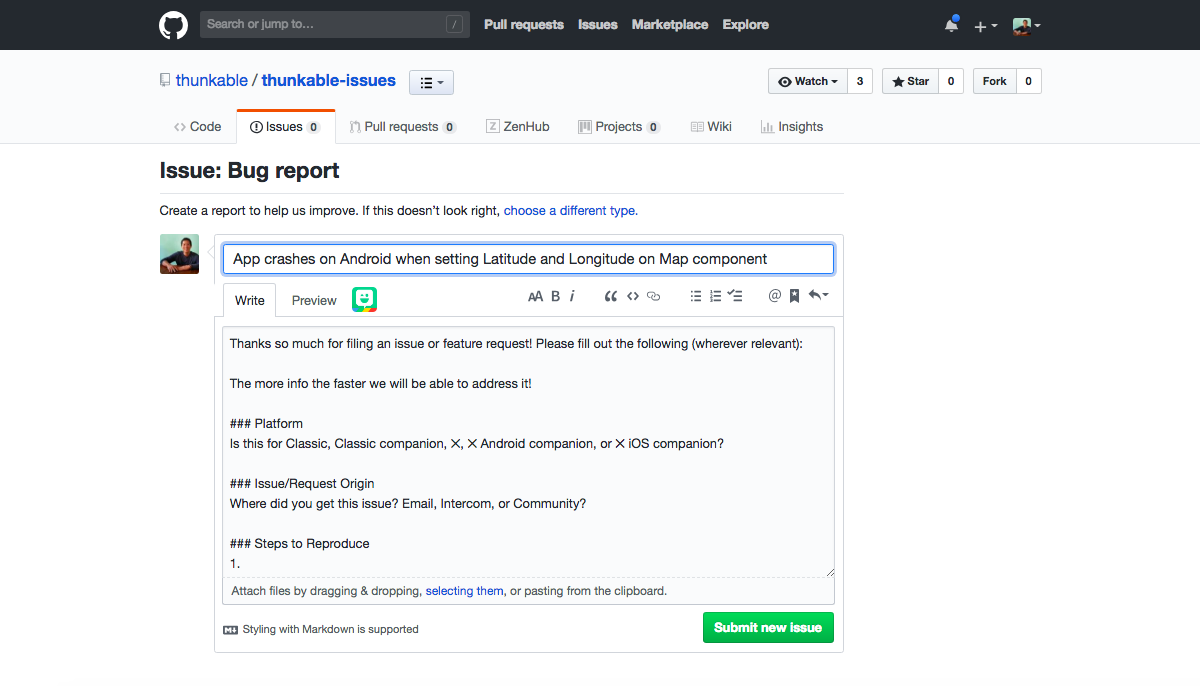 Search or jump to... / Pull requests Issues Marketplace Explore
thunkable / thunkable-issues
Watch 3 Star 0 Fork 0
Code Issues 0 Pull requests 0 ZenHub Projects 0 Wiki Insights
Issue: Bug report
Create a report to help us improve. If this doesn’t look right, choose a different type.
App crashes on Android when setting Latitude and Longitude on Map component
Write Preview AA B i
Thanks so much for filing an issue or feature request! Please fill out the following (wherever relevant):
The more info the faster we will be able to address it!
### Platform
Is this for Classic, Classic companion, ✕, ✕ Android companion, or ✕ iOS companion?
### Issue/Request Origin
Where did you get this issue? Email, Intercom, or Community?
### Steps to Reproduce
1.
Attach files by dragging & dropping, selecting them, or pasting from the clipboard.
Styling with Markdown is supported
Submit new issue